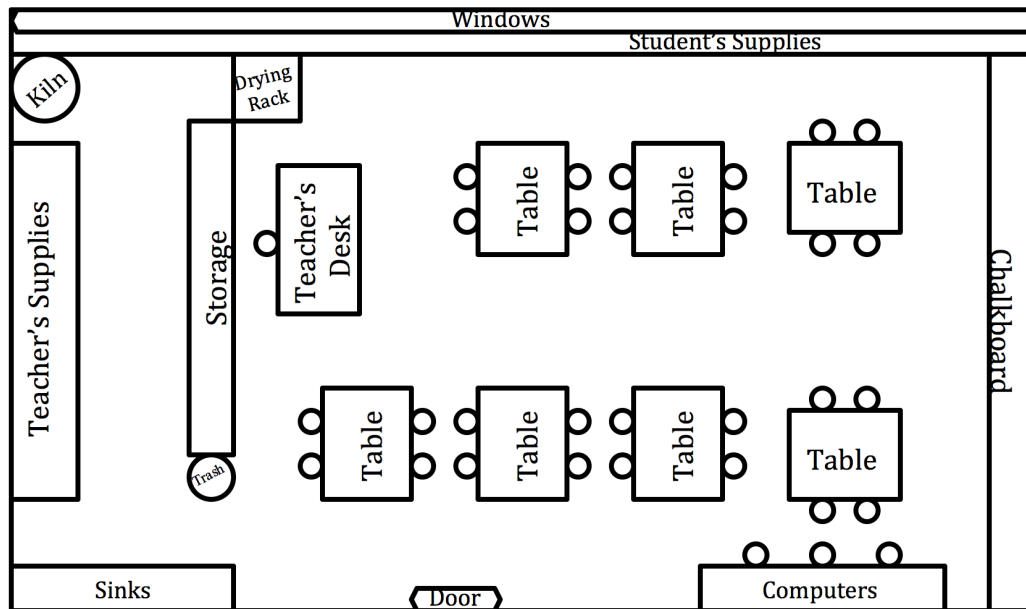 Windows
Student's Supplies
Kiln
Drying
Rack
Teacher's Supplies
Storage
Teacher's
Desk
Table
Table
Table
Chalkboard
Table
Table
Table
Table
Trash
Sinks
Door
Computers